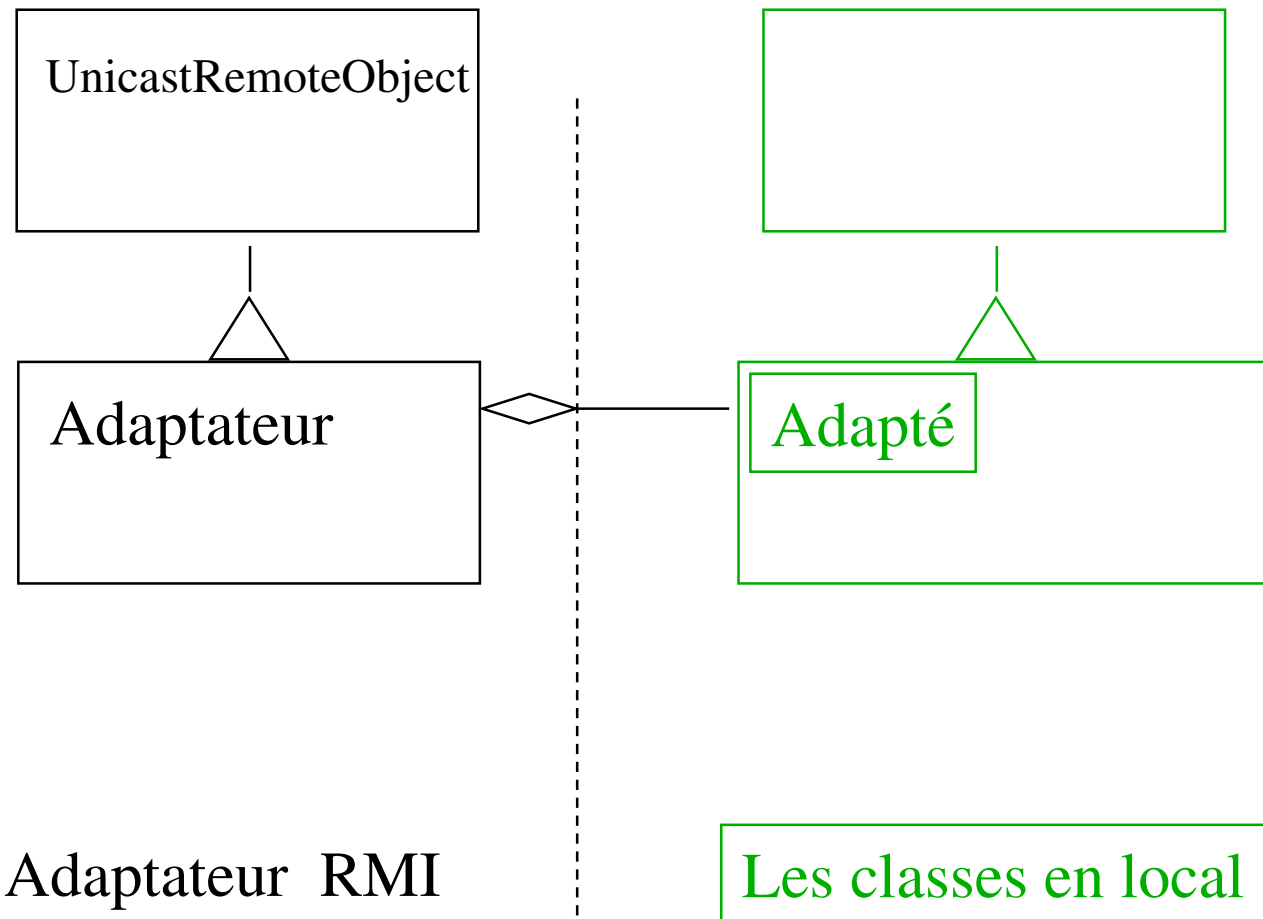 UnicastRemoteObject
Adaptateur
Adapté
Adaptateur RMI
Les classes en local